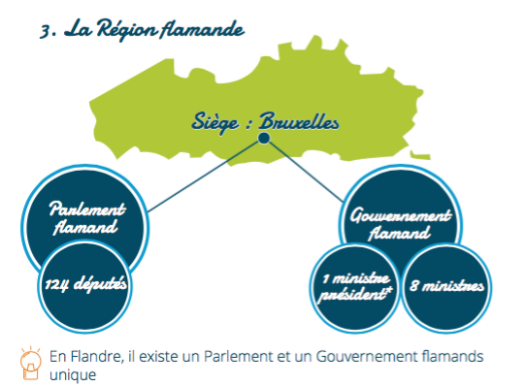 3. La Région flamande
Siège : Bruxelles
Parlement
flamand
124 députés
Gouvernement
flamand
1 ministre
président*
8 ministres
En Flandre, il existe un Parlement et un Gouvernement flamands
unique